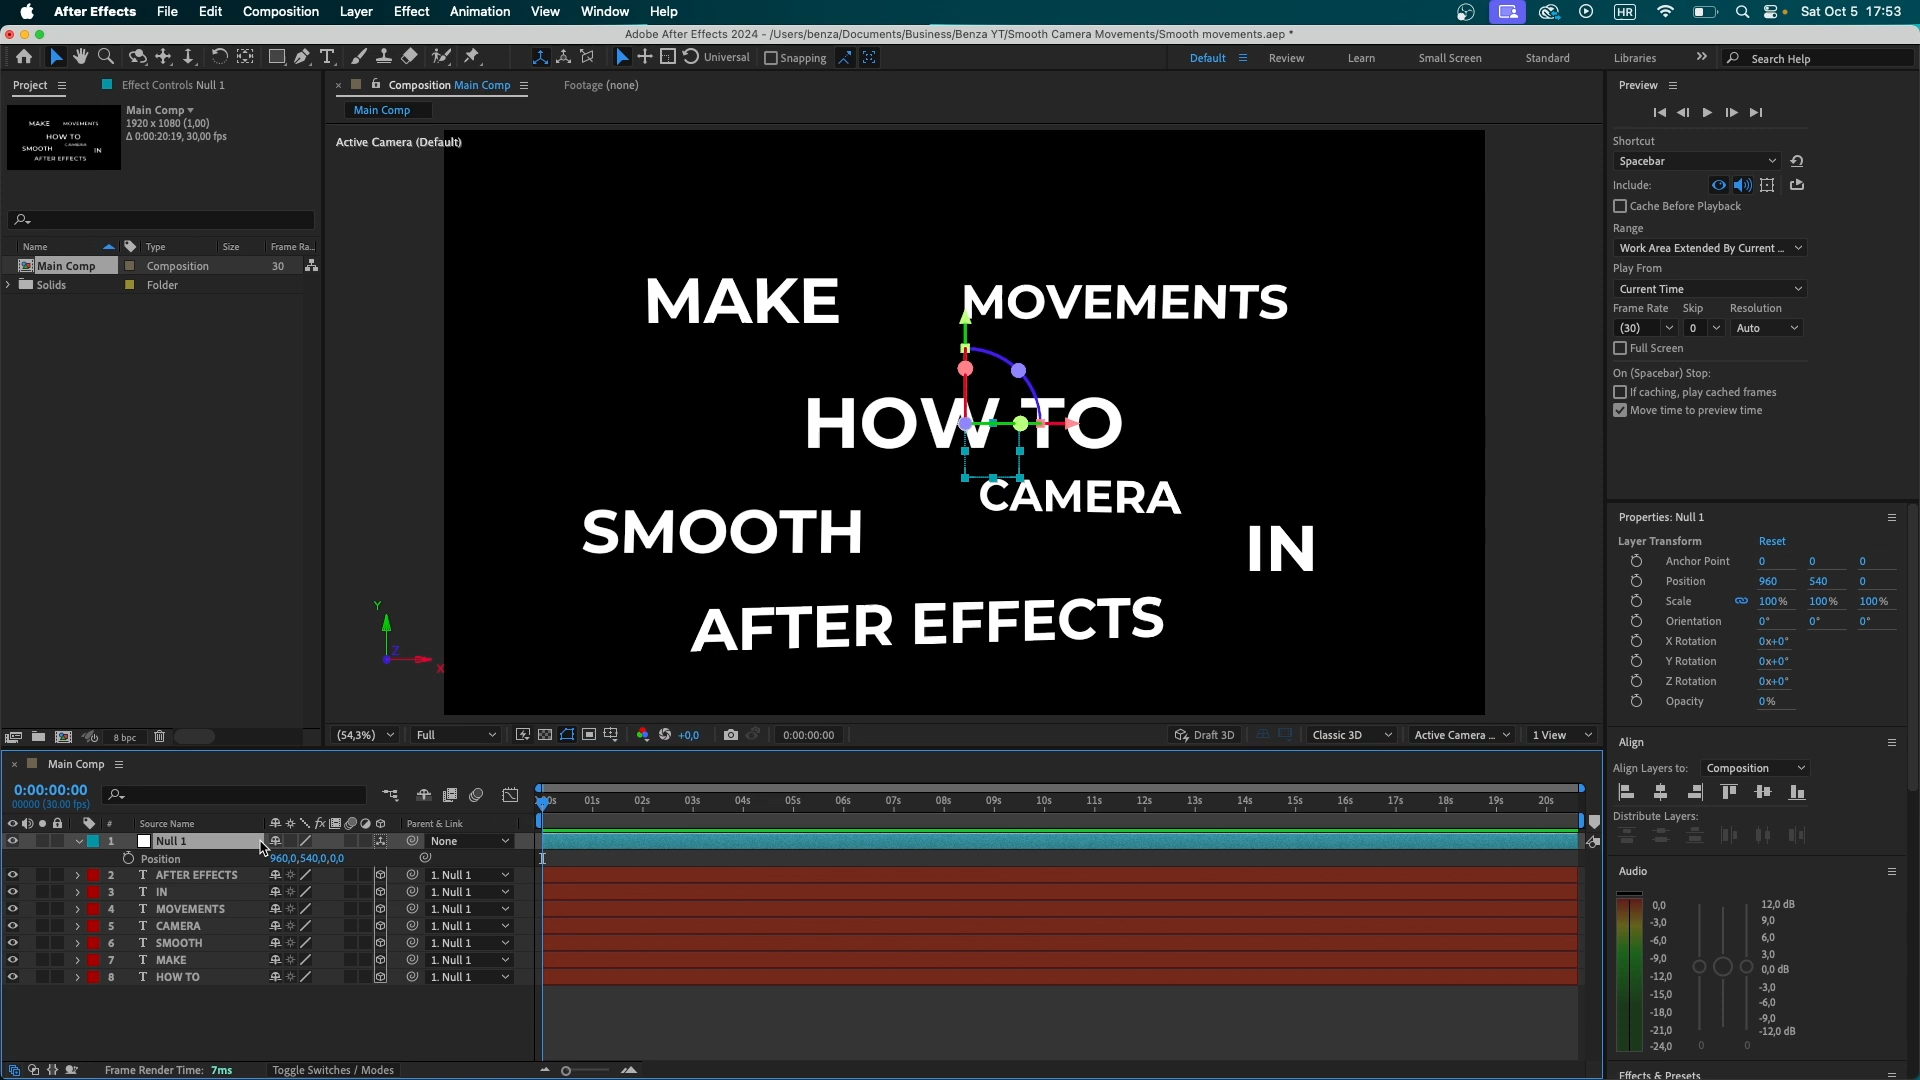 After Effects File Edit Composition Layer Effect Animation View Window Help HR Sat Oct 5 17:53
Adobe After Effects 2024 - /Users/benza/Documents/Business/Benza YT/Smooth Camera Movements/Smooth movements.aep *
Universal Snapping Default Review Learn Small Screen Standard Libraries Search Help
Project Effect Controls Null 1 Composition Main Comp Footage (none) Preview
Main Comp
1920 x 1080 (1,00)
Δ 0:00:20:19, 30,00 fps
Name Type Size Frame Ra...
Main Comp Composition 30
Solids Folder
8 bpc
Main Comp
Active Camera (Default)
MAKE MOVEMENTS
HOW TO
CAMERA
SMOOTH IN
AFTER EFFECTS
Y
Z
X
(54,3%) Full +0,0 0:00:00:00 Draft 3D Classic 3D Active Camera ... 1 View
Shortcut
Spacebar
Include:
Cache Before Playback
Range
Work Area Extended By Current ...
Play From
Current Time
Frame Rate Skip Resolution
(30) 0 Auto
Full Screen
On (Spacebar) Stop:
If caching, play cached frames
Move time to preview time
Properties: Null 1
Layer Transform Reset
Anchor Point 0 0 0
Position 960 540 0
Scale 100% 100% 100%
Orientation 0° 0° 0°
X Rotation 0x+0°
Y Rotation 0x+0°
Z Rotation 0x+0°
Opacity 0%
Align
Align Layers to: Composition
Distribute Layers:
Audio
0,0 12,0 dB
-3,0 9,0
-6,0 6,0
-9,0 3,0
-12,0 0,0 dB
-15,0 -3,0
-18,0 -6,0
-21,0 -9,0
-24,0 -12,0 dB
0 0
Effects & Presets
Main Comp
0:00:00:00
00000 (30.00 fps)
01s 02s 03s 04s 05s 06s 07s 08s 09s 10s 11s 12s 13s 14s 15s 16s 17s 18s 19s 20s
# Source Name fx Parent & Link
1 Null 1 None
Position 960,0,540,0,0,0
2 T AFTER EFFECTS 1. Null 1
3 T IN 1. Null 1
4 T MOVEMENTS 1. Null 1
5 T CAMERA 1. Null 1
6 T SMOOTH 1. Null 1
7 T MAKE 1. Null 1
8 T HOW TO 1. Null 1
Frame Render Time: 7ms Toggle Switches / Modes